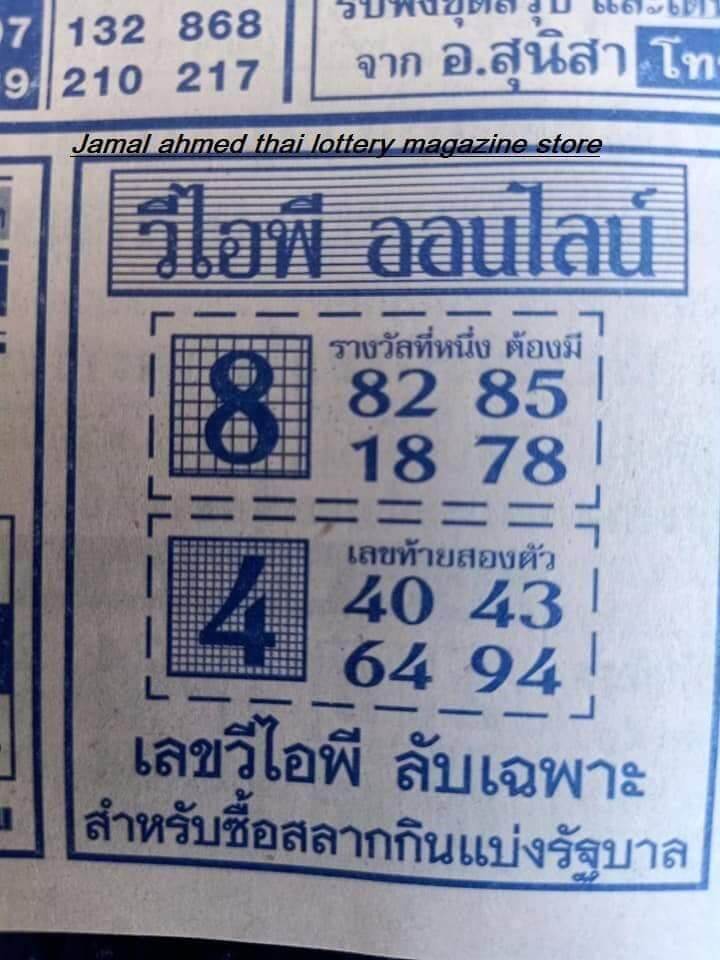 132 868
210 217
จาก อ.สุนิสา
Jamal ahmed thai lottery magazine store
วีไอพี ออนไลน์
8
รางวัลที่หนึ่ง ต้องมี
82 85
18 78
4
เลขท้ายสองตัว
40 43
64 94
เลขวีไอพี ลับเฉพาะ
สำหรับซื้อสลากกินแบ่งรัฐบาล